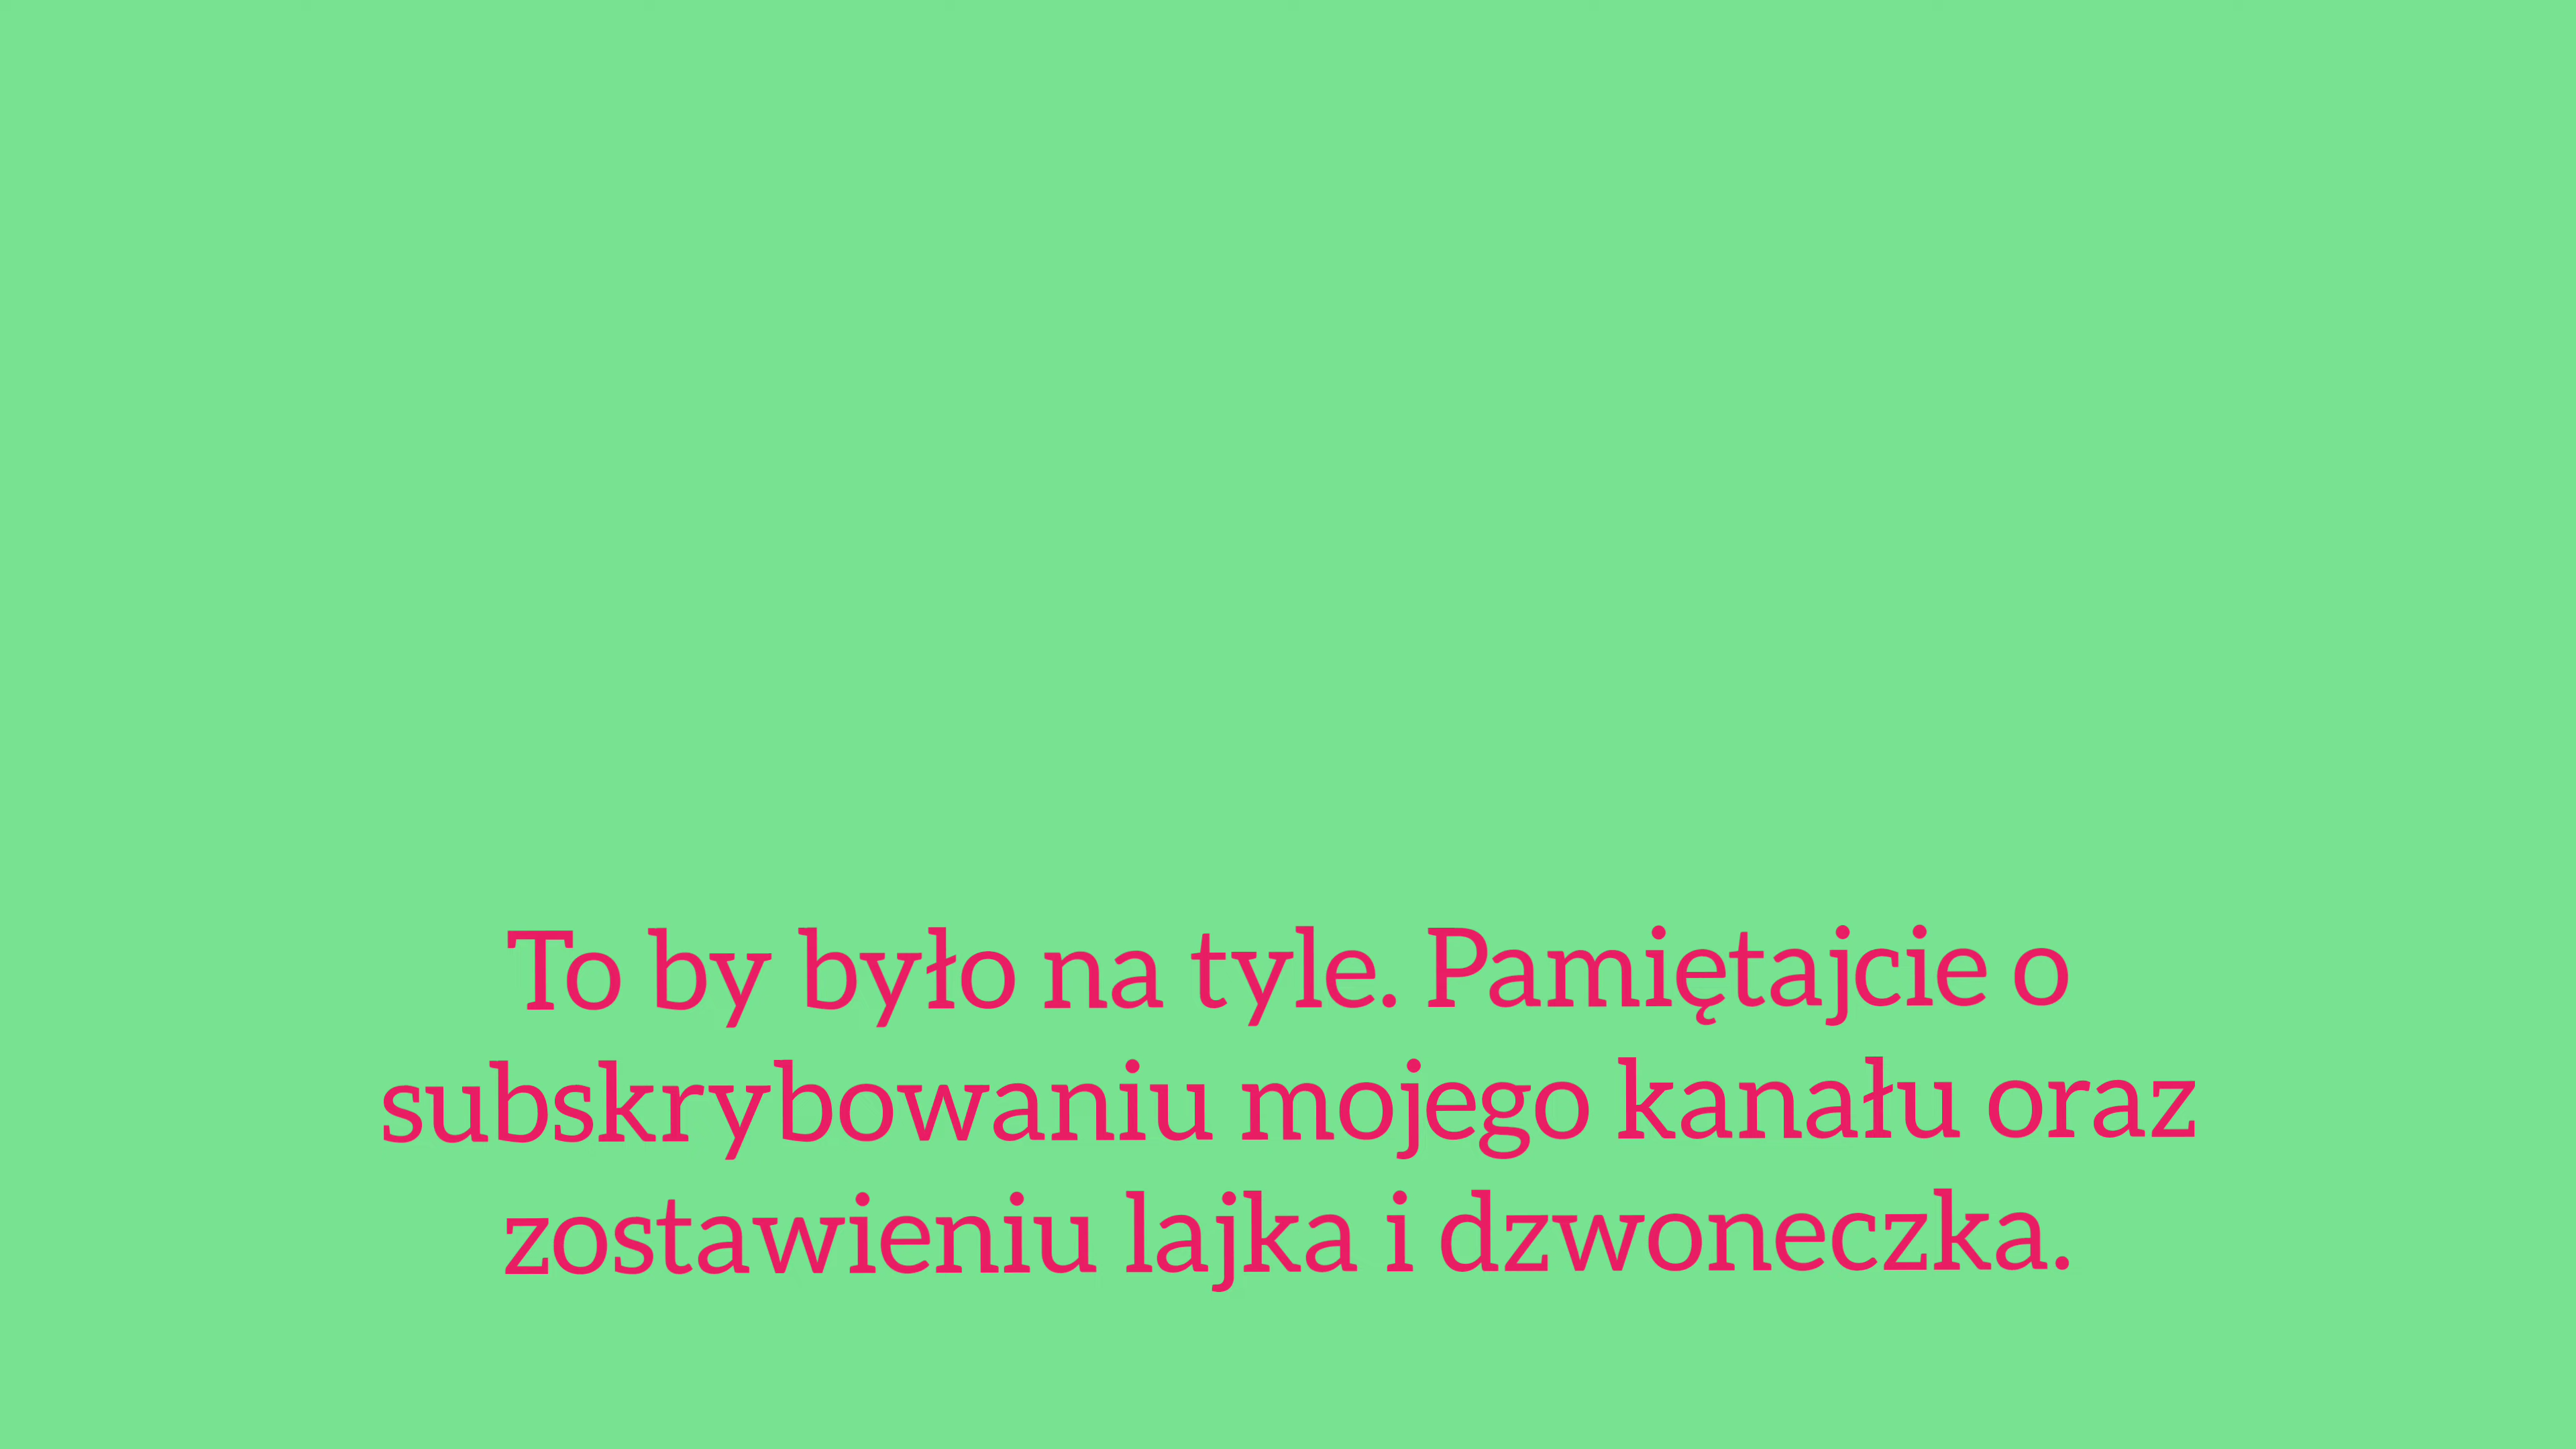 To by było na tyle. Pamiętajcie o
subskrybowaniu mojego kanału oraz
zostawieniu lajka i dzwoneczka.